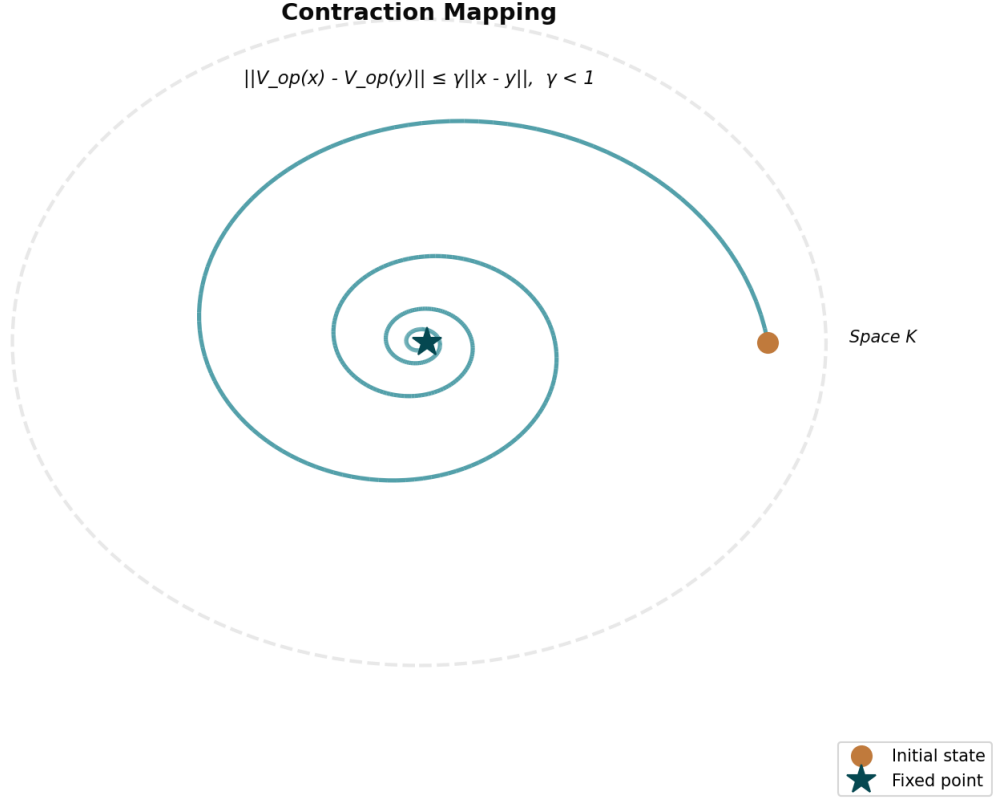 Contraction Mapping
||V_op(x) - V_op(y)|| ≤ γ||x - y||,  γ < 1
Space K
Initial state
Fixed point